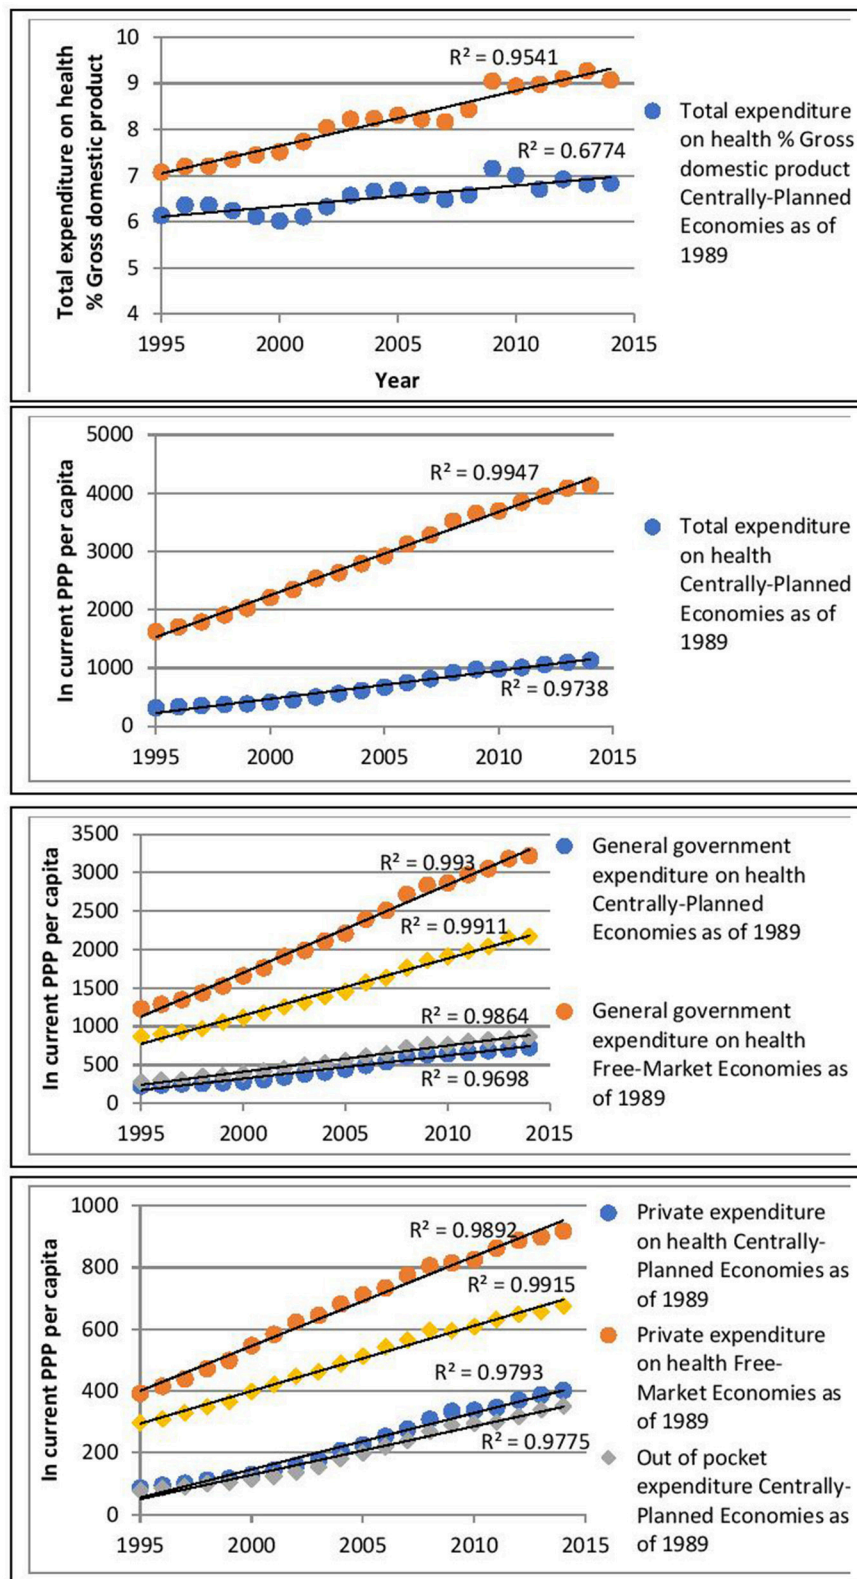 10
9
8
7
6
5
4
Total expenditure on health
% Gross domestic product
R² = 0.9541
R² = 0.6774
1995
2000
2005
2010
2015
Year
Total expenditure
on health % Gross
domestic product
Centrally-Planned
Economies as of
1989
5000
4000
3000
2000
1000
0
In current PPP per capita
R² = 0.9947
R² = 0.9738
1995
2000
2005
2010
2015
Total expenditure
on health
Centrally-Planned
Economies as of
1989
3500
3000
2500
2000
1500
1000
500
0
In current PPP per capita
R² = 0.993
R² = 0.9911
R² = 0.9864
R² = 0.9698
1995
2000
2005
2010
2015
General government
expenditure on health
Centrally-Planned
Economies as of 1989
General government
expenditure on health
Free-Market Economies as
of 1989
1000
800
600
400
200
0
In current PPP per capita
R² = 0.9892
R² = 0.9915
R² = 0.9793
R² = 0.9775
1995
2000
2005
2010
2015
Private expenditure
on health Centrally-
Planned Economies as
of 1989
Private expenditure
on health Free-
Market Economies as
of 1989
Out of pocket
expenditure Centrally-
Planned Economies as
of 1989